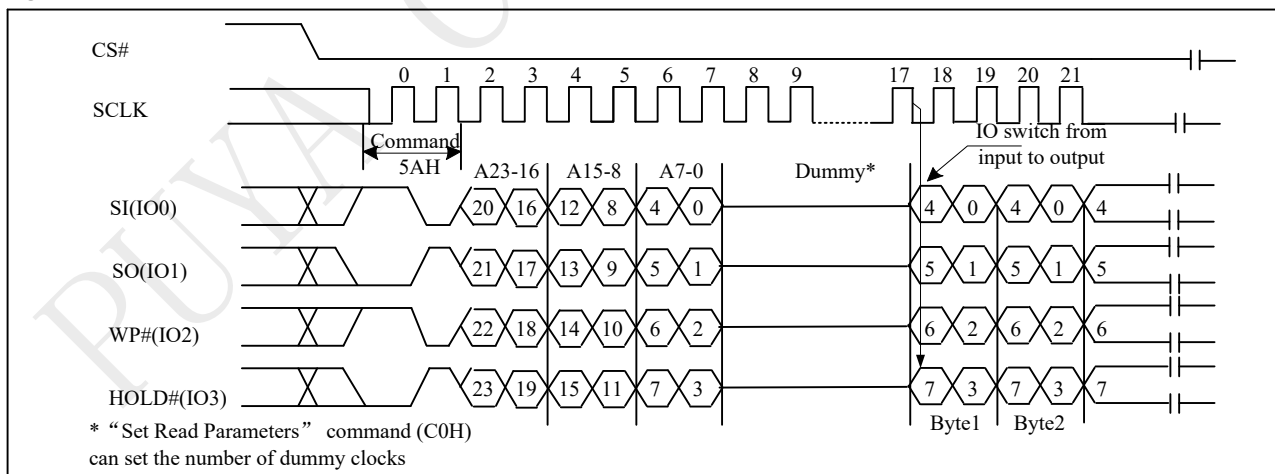 PUYA
CS#
0 1 2 3 4 5 6 7 8 9 17 18 19 20 21
SCLK
Command
5AH
IO switch from
input to output
A23-16 A15-8 A7-0 Dummy*
SI(IO0) 20 16 12 8 4 0 4 0 4 0 4
SO(IO1) 21 17 13 9 5 1 5 1 5 1 5
WP#(IO2) 22 18 14 10 6 2 6 2 6 2 6
HOLD#(IO3) 23 19 15 11 7 3 7 3 7 3 7
Byte1 Byte2
* “Set Read Parameters” command (C0H)
can set the number of dummy clocks